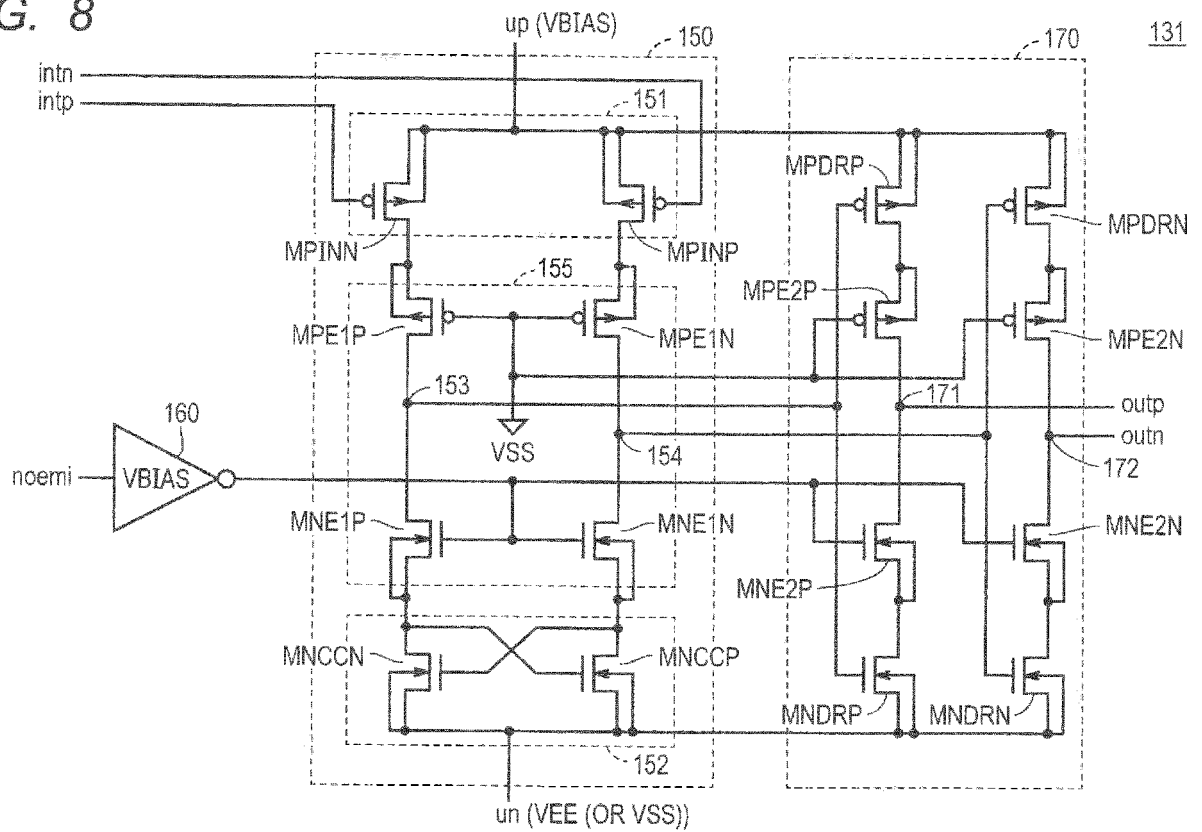 G. 8
up (VBIAS)
150
170
131
intn
intp
151
MPDRP
MPDRN
MPINN
MPINP
155
MPE2P
MPE1P
MPE1N
MPE2N
153
171
outp
160
VSS
154
outn
172
noemi
VBIAS
MNE1P
MNE1N
MNE2N
MNE2P
MNCCN
MNCCP
MNDRP
MNDRN
152
un (VEE (OR VSS))